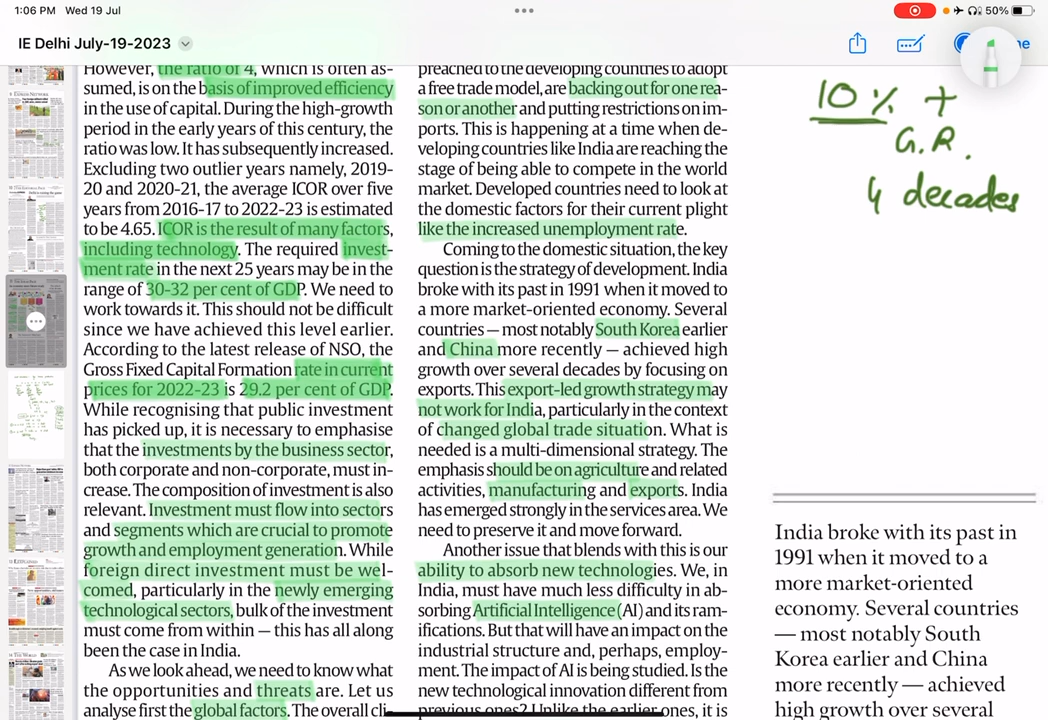 1:06 PM Wed 19 Jul
50%
IE Delhi July-19-2023
However, the ratio of 4, which is often as-
sumed, is on the basis of improved efficiency
in the use of capital. During the high-growth
period in the early years of this century, the
ratio was low. It has subsequently increased.
Excluding two outlier years namely, 2019-
20 and 2020-21, the average ICOR over five
years from 2016-17 to 2022-23 is estimated
to be 4.65. ICOR is the result of many factors,
including technology. The required invest-
ment rate in the next 25 years may be in the
range of 30-32 per cent of GDP. We need to
work towards it. This should not be difficult
since we have achieved this level earlier.
According to the latest release of NSO, the
Gross Fixed Capital Formation rate in current
prices for 2022-23 is 29.2 per cent of GDP.
While recognising that public investment
has picked up, it is necessary to emphasise
that the investments by the business sector,
both corporate and non-corporate, must in-
crease. The composition of investment is also
relevant. Investment must flow into sectors
and segments which are crucial to promote
growth and employment generation. While
foreign direct investment must be wel-
comed, particularly in the newly emerging
technological sectors, bulk of the investment
must come from within — this has all along
been the case in India.
As we look ahead, we need to know what
the opportunities and threats are. Let us
analyse first the global factors. The overall cli-
preached to the developing countries to adopt
a free trade model, are backing out for one rea-
son or another and putting restrictions on im-
ports. This is happening at a time when de-
veloping countries like India are reaching the
stage of being able to compete in the world
market. Developed countries need to look at
the domestic factors for their current plight
like the increased unemployment rate.
Coming to the domestic situation, the key
question is the strategy of development. India
broke with its past in 1991 when it moved to
a more market-oriented economy. Several
countries — most notably South Korea earlier
and China more recently — achieved high
growth over several decades by focusing on
exports. This export-led growth strategy may
not work for India, particularly in the context
of changed global trade situation. What is
needed is a multi-dimensional strategy. The
emphasis should be on agriculture and related
activities, manufacturing and exports. India
has emerged strongly in the services area. We
need to preserve it and move forward.
Another issue that blends with this is our
ability to absorb new technologies. We, in
India, must have much less difficulty in ab-
sorbing Artificial Intelligence (AI) and its ram-
ifications. But that will have an impact on the
industrial structure and, perhaps, employ-
ment. The impact of AI is being studied. Is the
new technological innovation different from
previous ones? Unlike the earlier ones, it is
10 % +
G.R.
4 decades
India broke with its past in
1991 when it moved to a
more market-oriented
economy. Several countries
— most notably South
Korea earlier and China
more recently — achieved
high growth over several